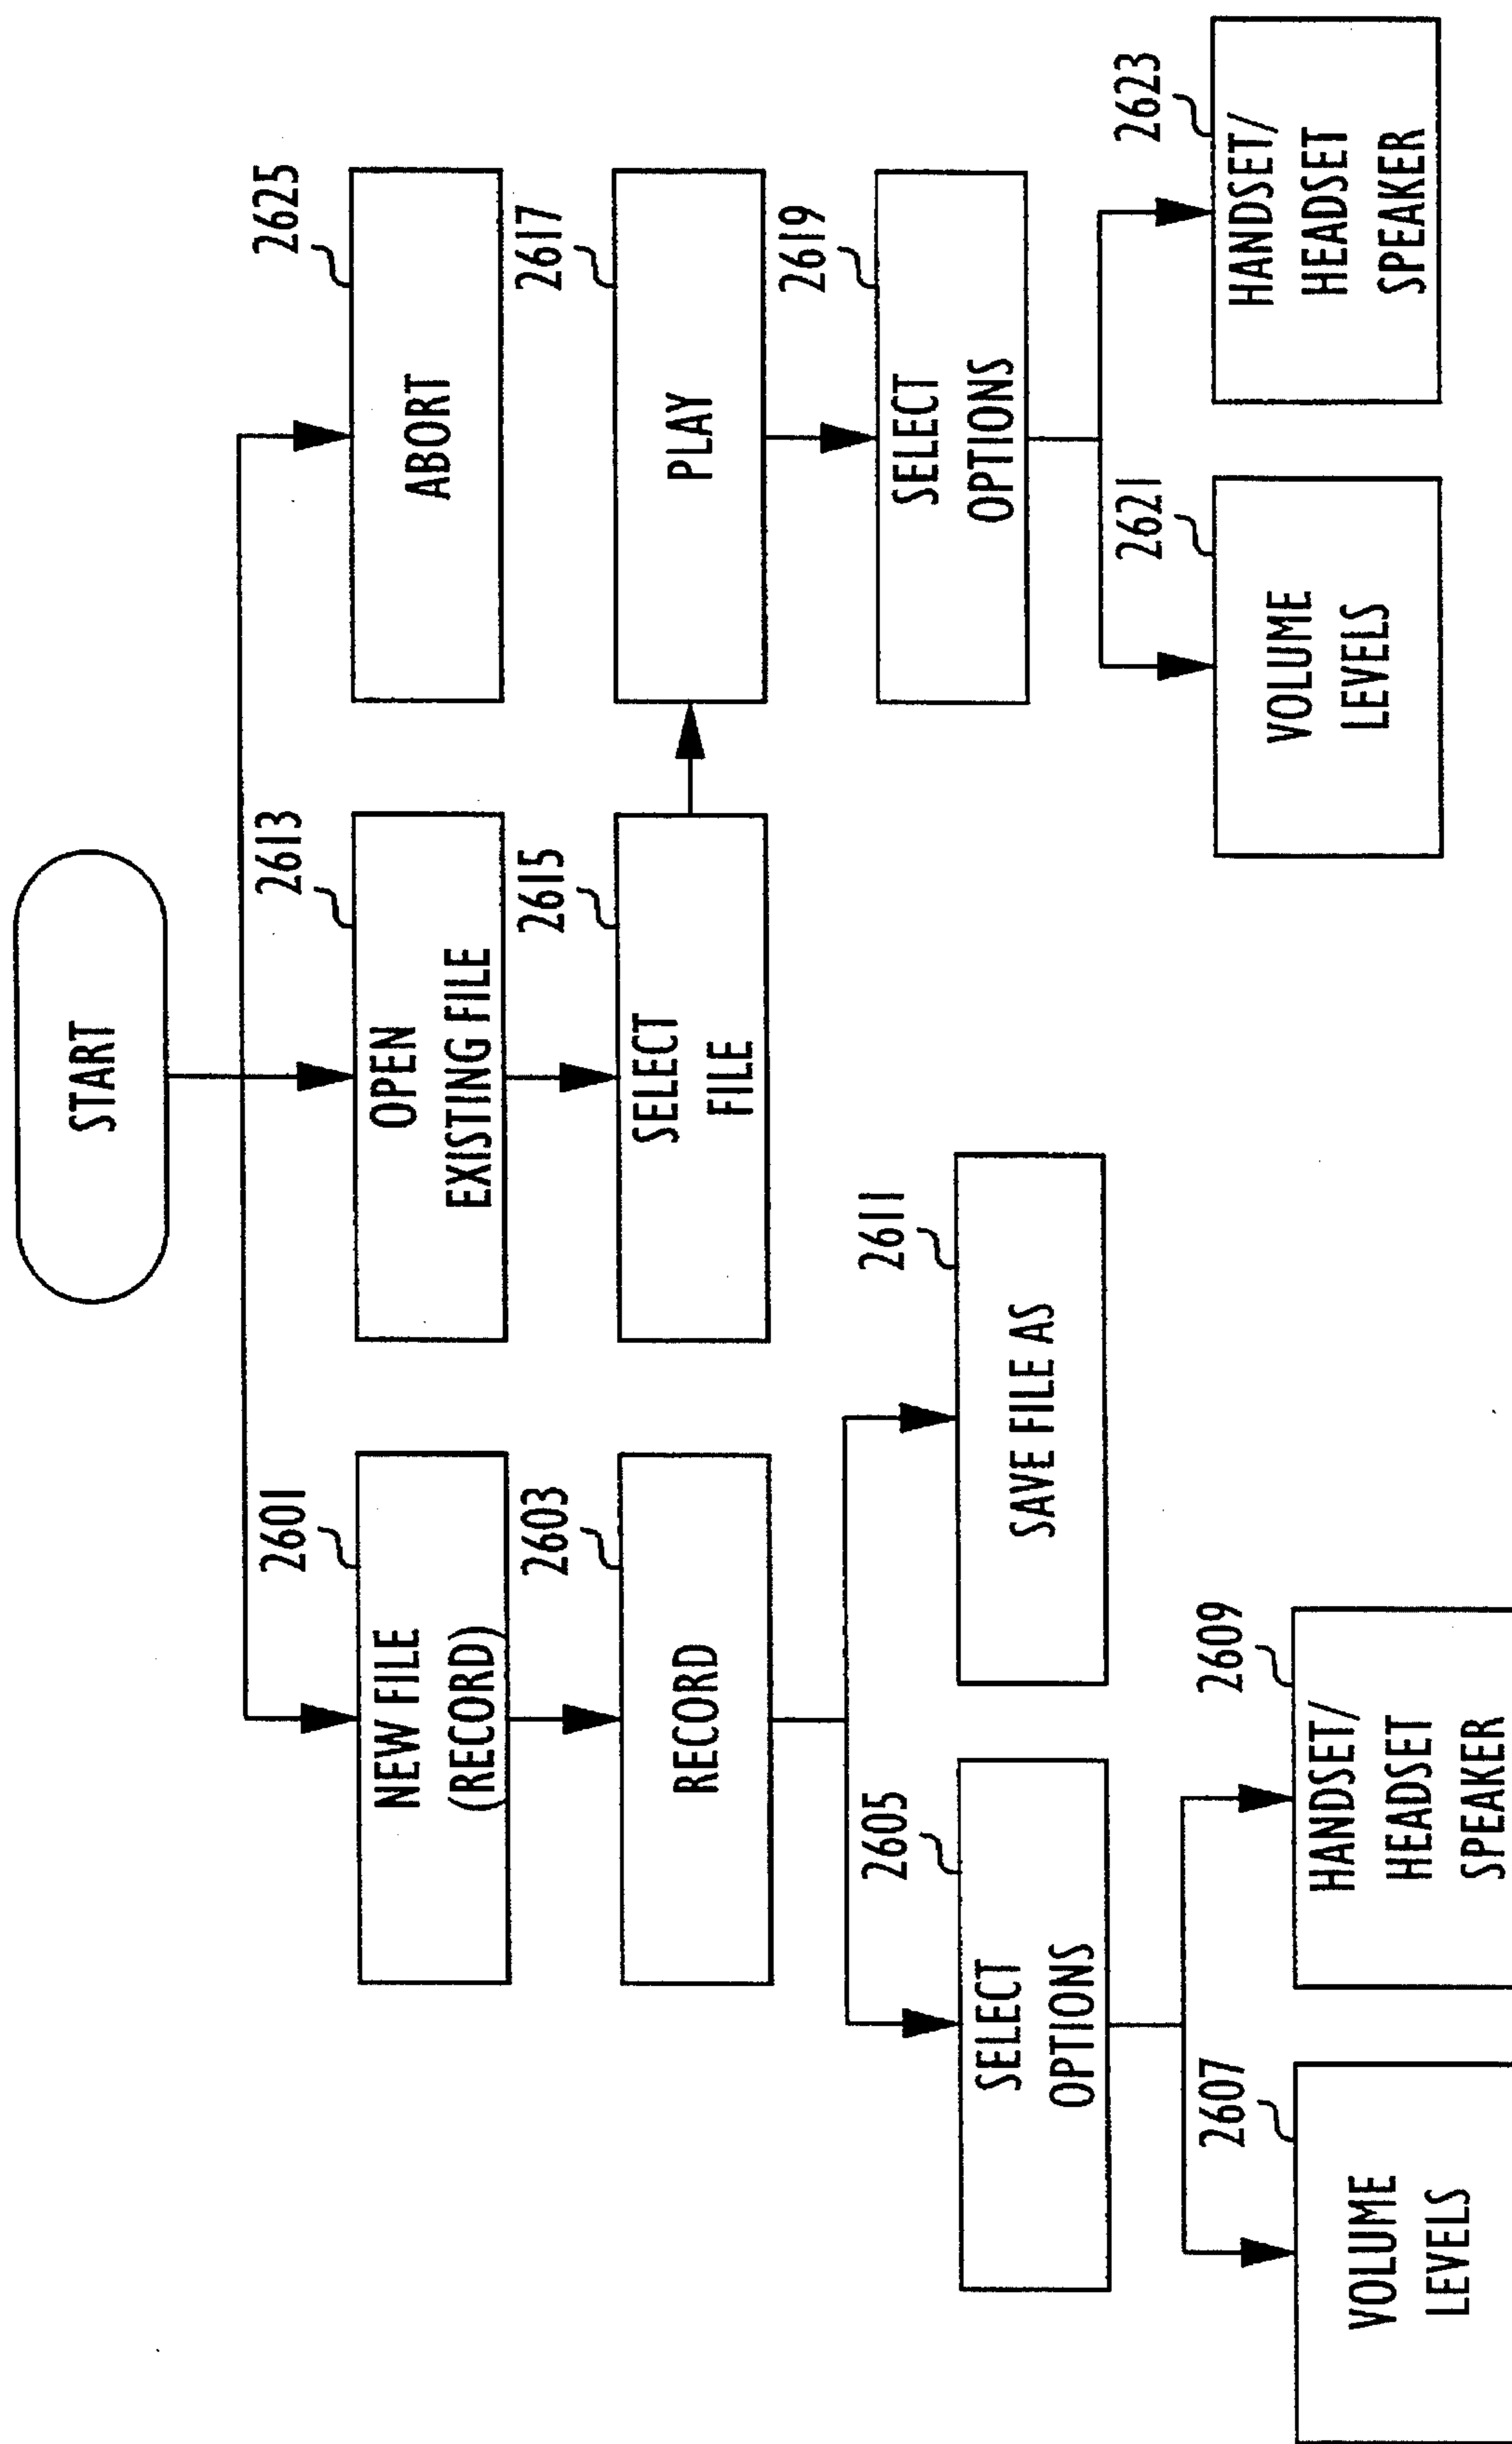 START
2601
NEW FILE
(RECORD)
2613
OPEN
EXISTING FILE
2625
ABORT
2603
RECORD
2615
SELECT
FILE
2617
PLAY
2605
SELECT
OPTIONS
2611
SAVE FILE AS
2619
SELECT
OPTIONS
2607
VOLUME
LEVELS
2609
HANDSET/
HEADSET
SPEAKER
2621
VOLUME
LEVELS
2623
HANDSET/
HEADSET
SPEAKER